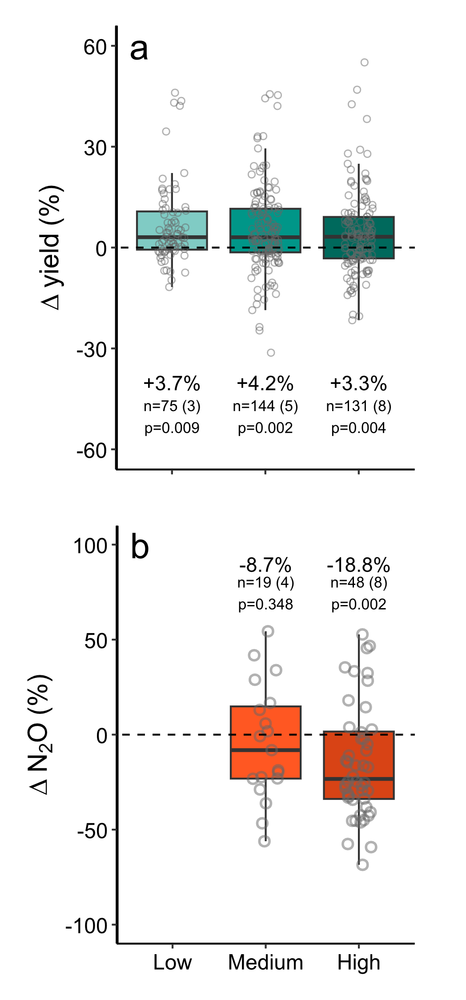 a
60
30
0
-30
-60
Δ yield (%)
+3.7% +4.2% +3.3%
n=75 (3) n=144 (5) n=131 (8)
p=0.009 p=0.002 p=0.004
b
100
50
0
-50
-100
Δ N₂O (%)
-8.7% -18.8%
n=19 (4) n=48 (8)
p=0.348 p=0.002
Low Medium High